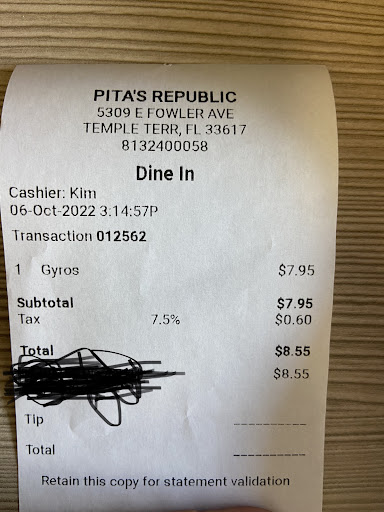 PITA'S REPUBLIC
5309 E FOWLER AVE
TEMPLE TERR, FL 33617
8132400058
Dine In
Cashier: Kim
06-Oct-2022 3:14:57P
Transaction 012562
1 Gyros $7.95
Subtotal $7.95
Tax 7.5% $0.60
Total $8.55
$8.55
Tip
Total
Retain this copy for statement validation